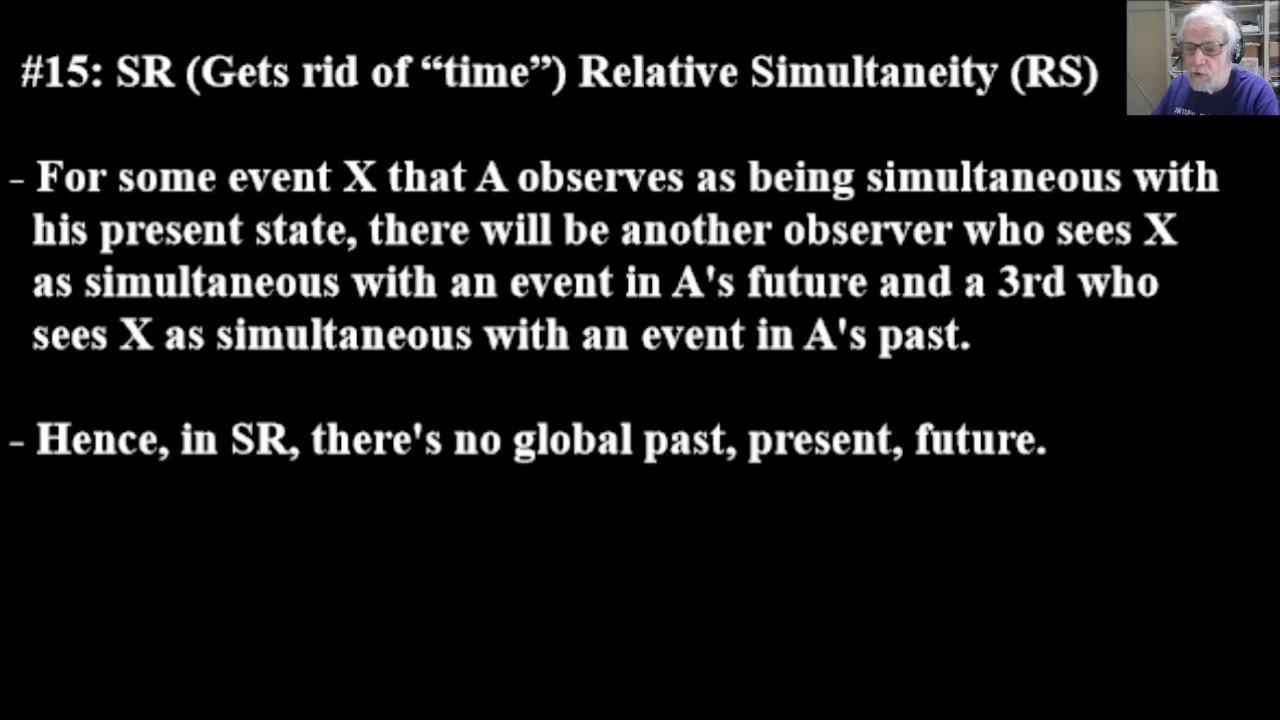 #15: SR (Gets rid of “time”) Relative Simultaneity (RS)
- For some event X that A observes as being simultaneous with
his present state, there will be another observer who sees X
as simultaneous with an event in A's future and a 3rd who
sees X as simultaneous with an event in A's past.
- Hence, in SR, there's no global past, present, future.